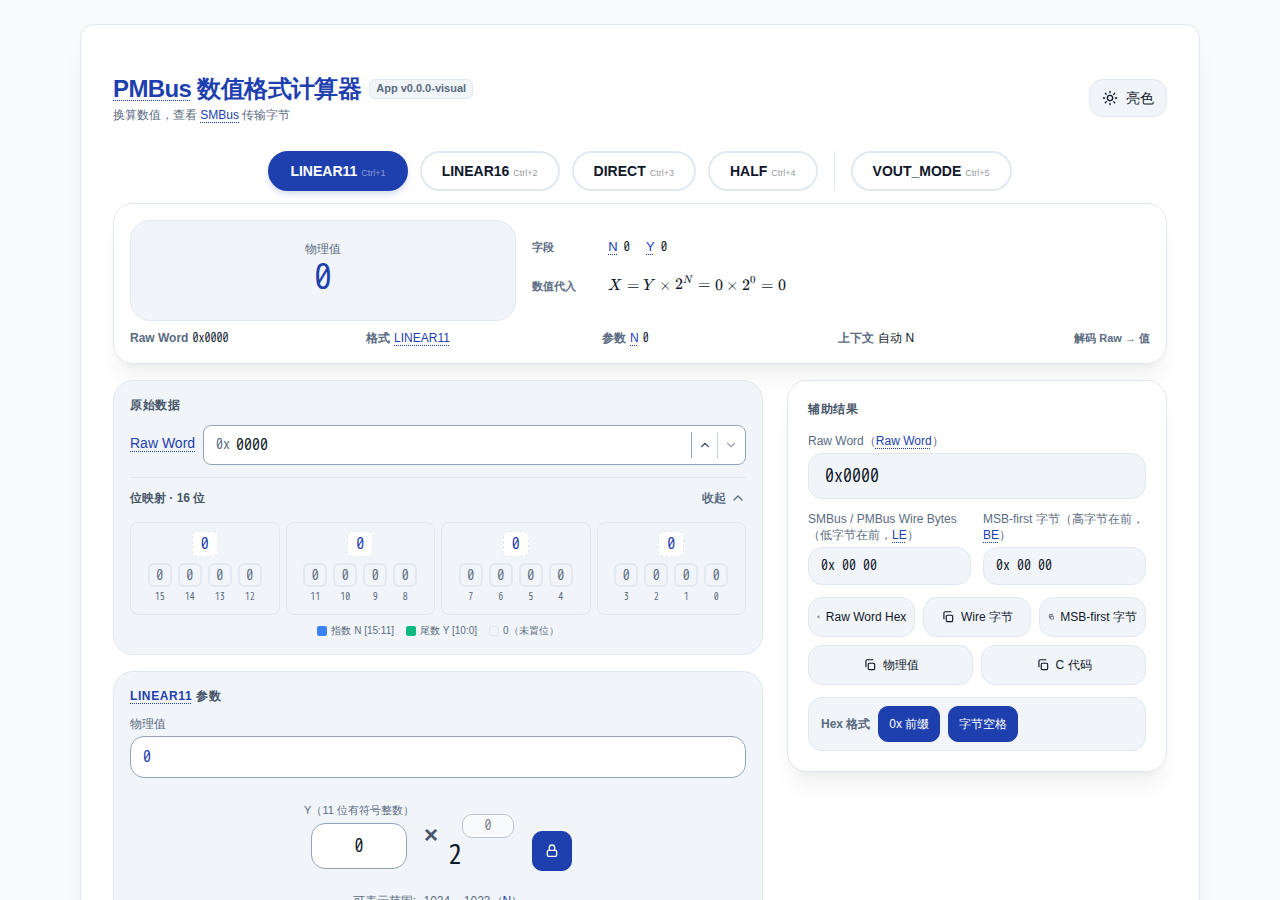 PMBus 数值格式计算器 App v0.0.0-visual
换算数值，查看 SMBus 传输字节
亮色
LINEAR11 Ctrl+1 LINEAR16 Ctrl+2 DIRECT Ctrl+3 HALF Ctrl+4 VOUT_MODE Ctrl+5
物理值
0
字段 N 0 Y 0
数值代入 X = Y × 2^N = 0 × 2^0 = 0
Raw Word 0x0000 格式 LINEAR11 参数 N 0 上下文 自动 N 解码 Raw → 值
原始数据
Raw Word 0x 0000
位映射 · 16 位 收起
0 0 0 0
0 0 0 0 0 0 0 0 0 0 0 0 0 0 0 0
15 14 13 12 11 10 9 8 7 6 5 4 3 2 1 0
指数 N [15:11] 尾数 Y [10:0] 0（未置位）
LINEAR11 参数
物理值
0
Y（11 位有符号整数）
0 × 2 0
辅助结果
Raw Word（Raw Word）
0x0000
SMBus / PMBus Wire Bytes
（低字节在前，LE）
0x 00 00
MSB-first 字节（高字节在前，
BE）
0x 00 00
Raw Word Hex Wire 字节 MSB-first 字节
物理值 C 代码
Hex 格式 0x 前缀 字节空格